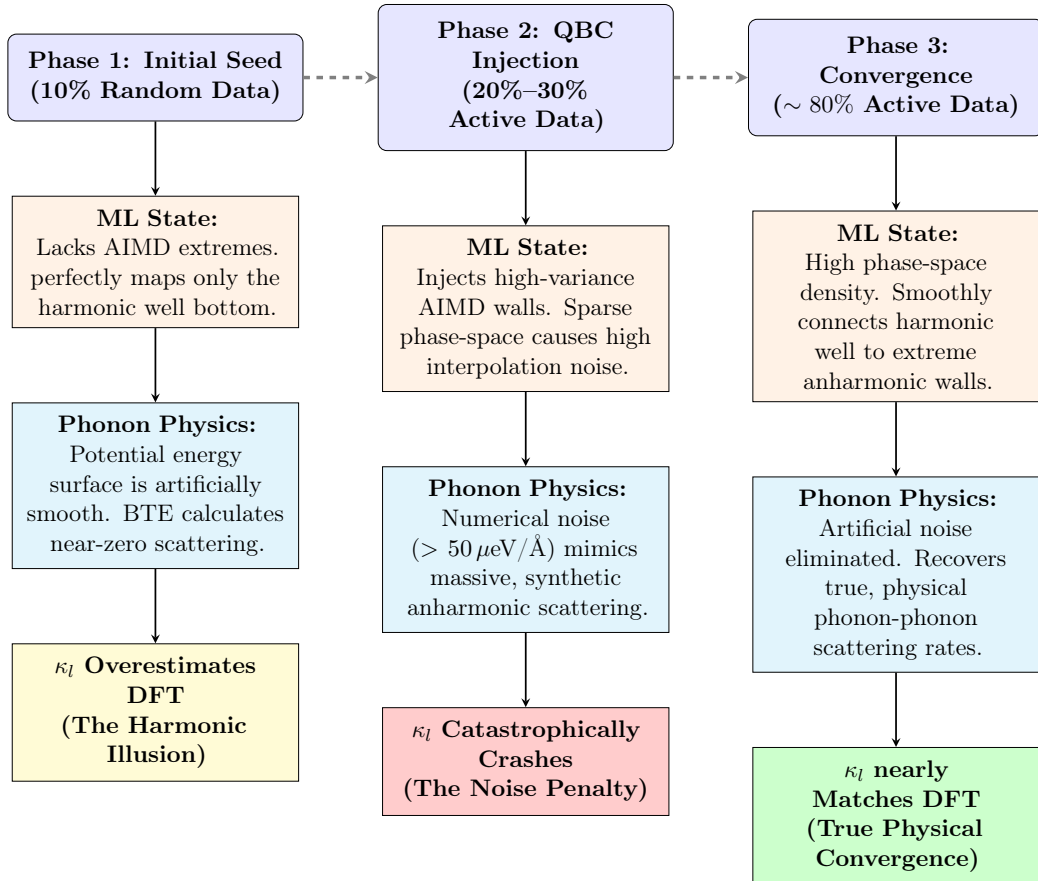 Phase 1: Initial Seed
(10% Random Data)
ML State:
Lacks AIMD extremes.
perfectly maps only the
harmonic well bottom.
Phonon Physics:
Potential energy
surface is artificially
smooth. BTE calculates
near-zero scattering.
κl Overestimates
DFT
(The Harmonic
Illusion)
Phase 2: QBC
Injection
(20%–30%
Active Data)
ML State:
Injects high-variance
AIMD walls. Sparse
phase-space causes high
interpolation noise.
Phonon Physics:
Numerical noise
(> 50 μeV/Å) mimics
massive, synthetic
anharmonic scattering.
κl Catastrophically
Crashes
(The Noise Penalty)
Phase 3:
Convergence
(∼ 80% Active Data)
ML State:
High phase-space
density. Smoothly
connects harmonic
well to extreme
anharmonic walls.
Phonon Physics:
Artificial noise
eliminated. Recovers
true, physical
phonon-phonon
scattering rates.
κl nearly
Matches DFT
(True Physical
Convergence)